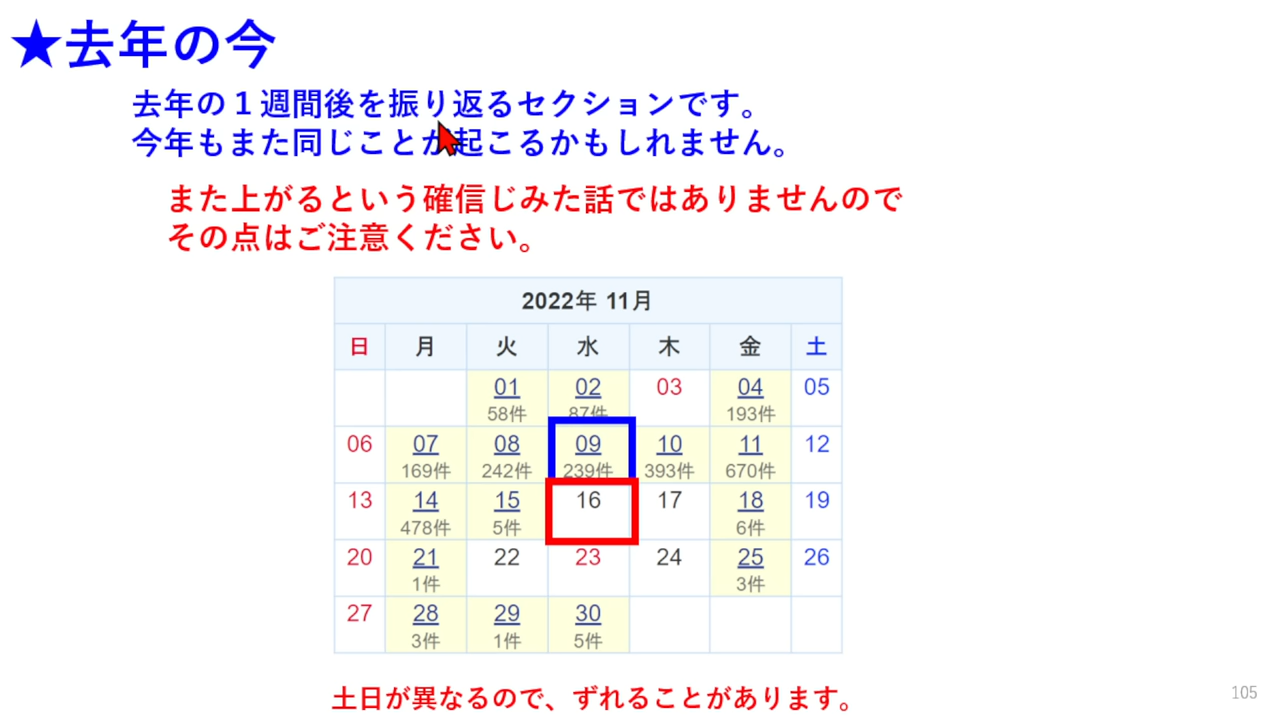 ★去年の今
去年の１週間後を振り返るセクションです。
今年もまた同じことが起こるかもしれません。
また上がるという確信じみた話ではありませんので
その点はご注意ください。
2022年 11月
日 月 火 水 木 金 土
01 02 03 04 05
58件 87件 193件
06 07 08 09 10 11 12
169件 242件 239件 393件 670件
13 14 15 16 17 18 19
478件 5件 6件
20 21 22 23 24 25 26
1件 3件
27 28 29 30
3件 1件 5件
土日が異なるので、ずれることがあります。
105